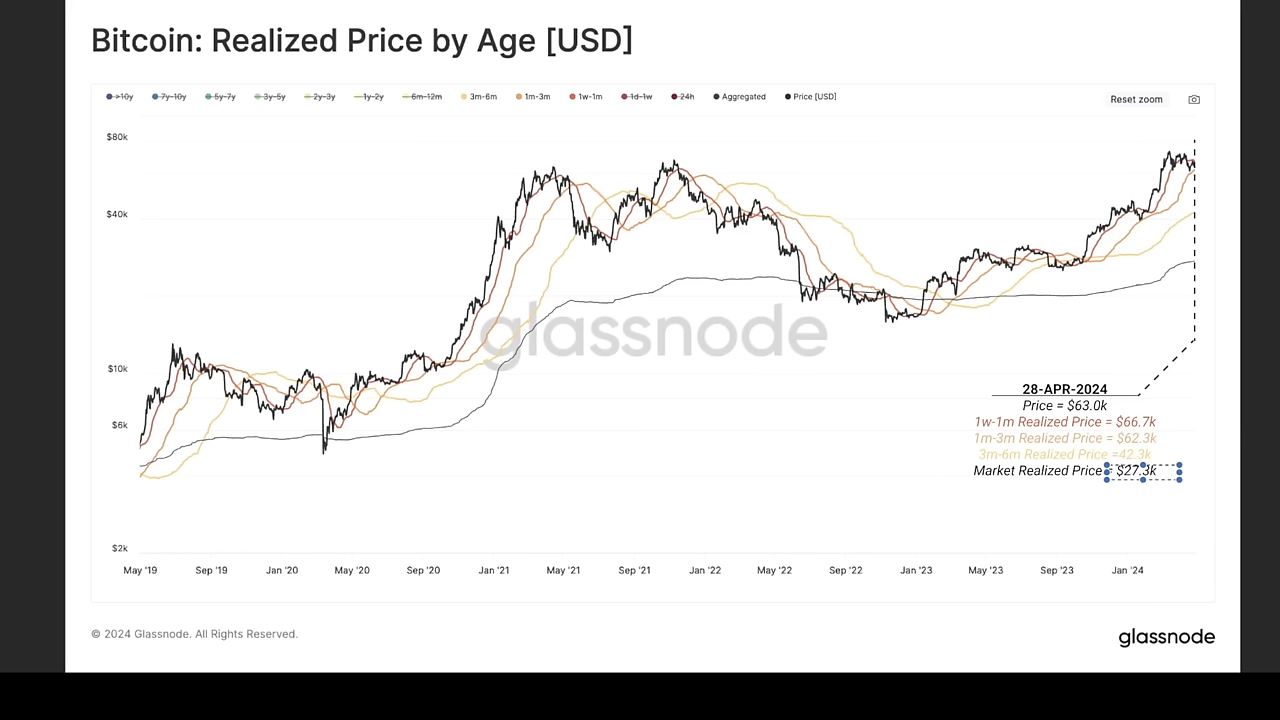 Bitcoin: Realized Price by Age [USD]
>10y 7y-10y 5y-7y 3y-5y 2y-3y 1y-2y 6m-12m 3m-6m 1m-3m 1w-1m 1d-1w 24h Aggregated Price [USD]
Reset zoom
$80k
$40k
$10k
$6k
$2k
glassnode
28-APR-2024
Price = $63.0k
1w-1m Realized Price = $66.7k
1m-3m Realized Price = $62.3k
3m-6m Realized Price =42.3k
Market Realized Price = $27.3k
May '19 Sep '19 Jan '20 May '20 Sep '20 Jan '21 May '21 Sep '21 Jan '22 May '22 Sep '22 Jan '23 May '23 Sep '23 Jan '24
© 2024 Glassnode. All Rights Reserved.
glassnode